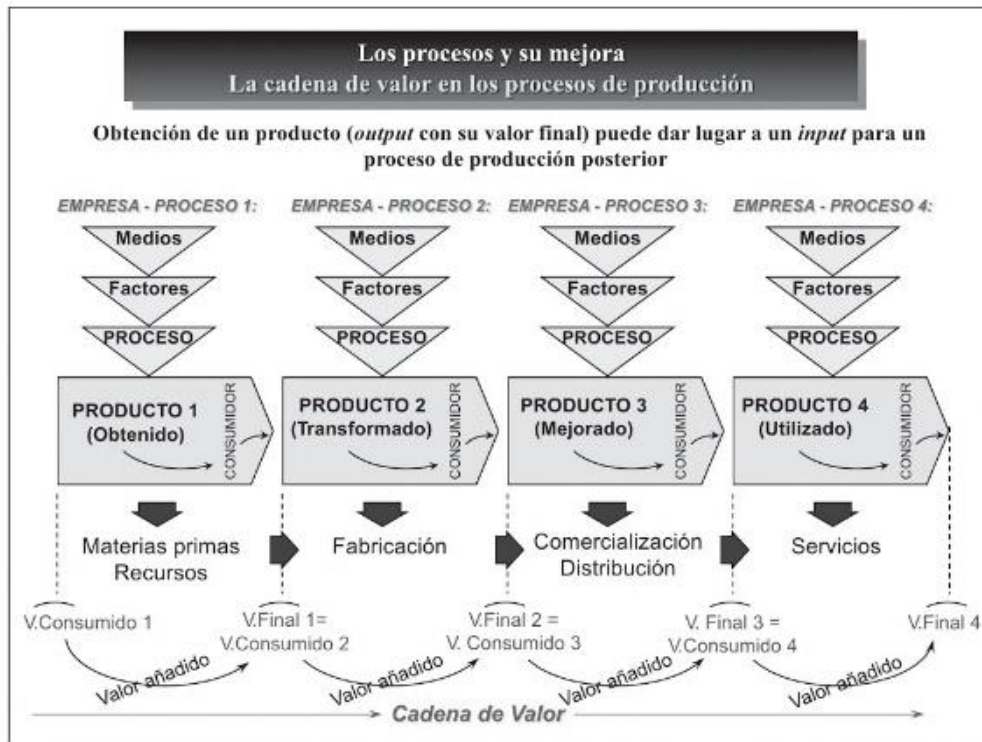 Los procesos y su mejora
La cadena de valor en los procesos de producción
Obtención de un producto (output con su valor final) puede dar lugar a un input para un
proceso de producción posterior
EMPRESA - PROCESO 1:
Medios
Factores
PROCESO
PRODUCTO 1
(Obtenido)
CONSUMIDOR
Materias primas
Recursos
EMPRESA - PROCESO 2:
Medios
Factores
PROCESO
PRODUCTO 2
(Transformado)
CONSUMIDOR
Fabricación
EMPRESA - PROCESO 3:
Medios
Factores
PROCESO
PRODUCTO 3
(Mejorado)
CONSUMIDOR
Comercialización
Distribución
EMPRESA - PROCESO 4:
Medios
Factores
PROCESO
PRODUCTO 4
(Utilizado)
CONSUMIDOR
Servicios
V.Consumido 1
Valor añadido
V.Final 1=
V.Consumido 2
Valor añadido
V.Final 2 =
V. Consumido 3
Valor añadido
V. Final 3 =
V.Consumido 4
Valor añadido
V.Final 4
Cadena de Valor